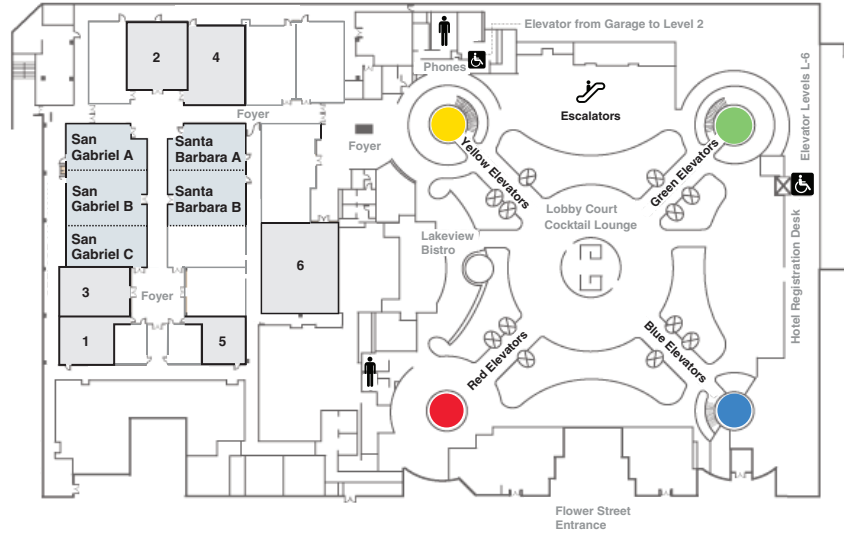 Elevator from Garage to Level 2
2
4
Phones
Elevator Levels L-6
Escalators
Foyer
Foyer
San
Gabriel A
Santa
Barbara A
Yellow Elevators
Green Elevators
San
Gabriel B
Santa
Barbara B
Lobby Court
Cocktail Lounge
San
Gabriel C
Lakeview
Bistro
Hotel Registration Desk
6
3
Foyer
1
5
Red Elevators
Blue Elevators
Flower Street
Entrance